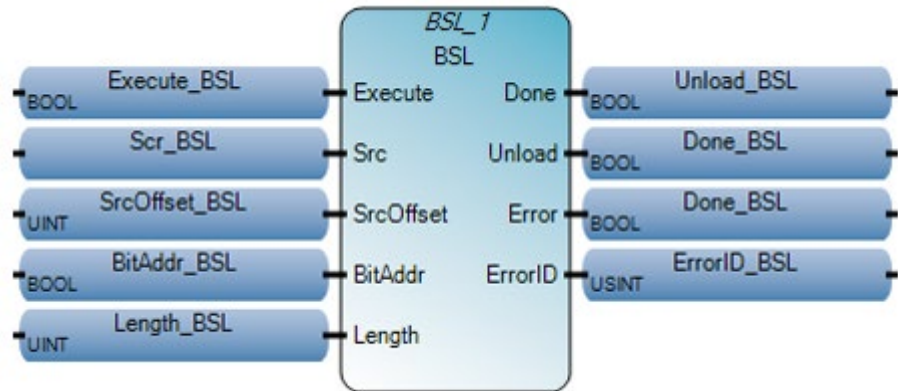 BSL_1
BSL
Execute_BSL
BOOL
Execute
Done
Unload_BSL
BOOL
Scr_BSL
Src
Unload
Done_BSL
BOOL
SrcOffset_BSL
UINT
SrcOffset
Error
Done_BSL
BOOL
BitAddr_BSL
BOOL
BitAddr
ErrorID
ErrorID_BSL
USINT
Length_BSL
UINT
Length